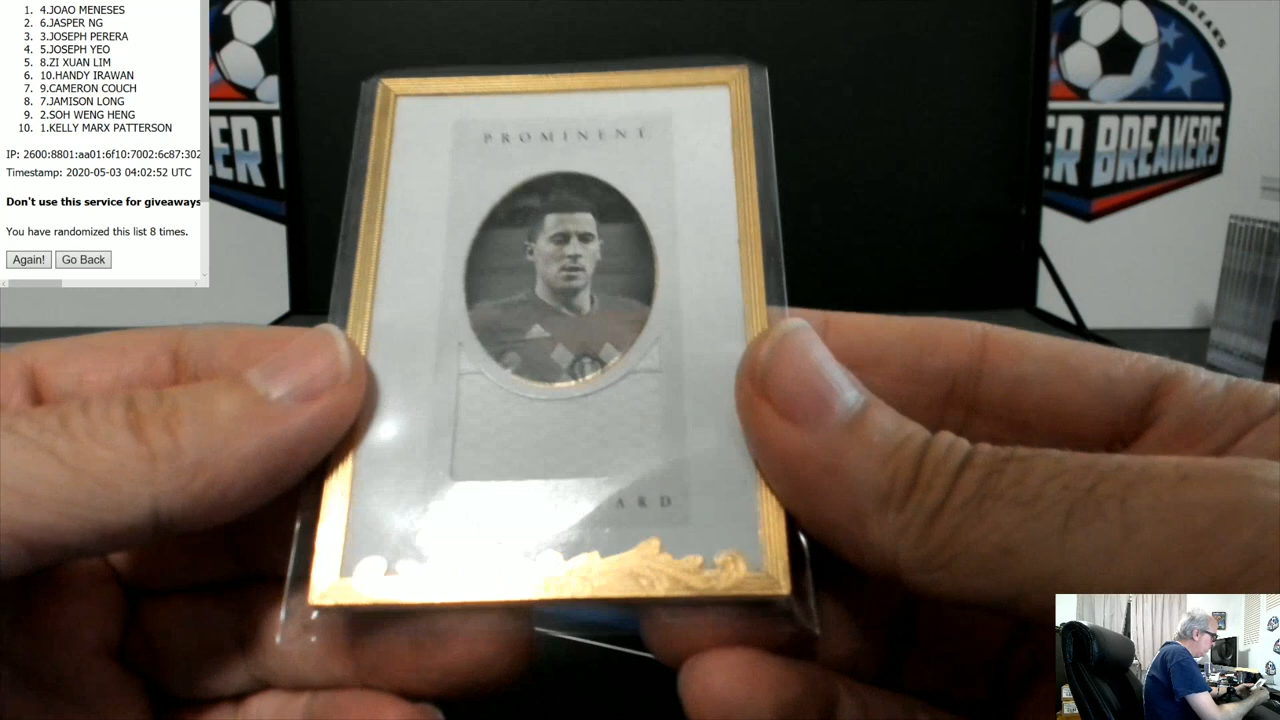 1. 4.JOAO MENESES
2. 6.JASPER NG
3. 3.JOSEPH PERERA
4. 5.JOSEPH YEO
5. 8.ZI XUAN LIM
6. 10.HANDY IRAWAN
7. 9.CAMERON COUCH
8. 7.JAMISON LONG
9. 2.SOH WENG HENG
10. 1.KELLY MARX PATTERSON
IP: 2600:8801:aa01:6f10:7002:6c87:302
Timestamp: 2020-05-03 04:02:52 UTC
Don't use this service for giveaways
You have randomized this list 8 times.
Again! Go Back
PROMINENT
ARD
BREAKS
ER BREAKERS